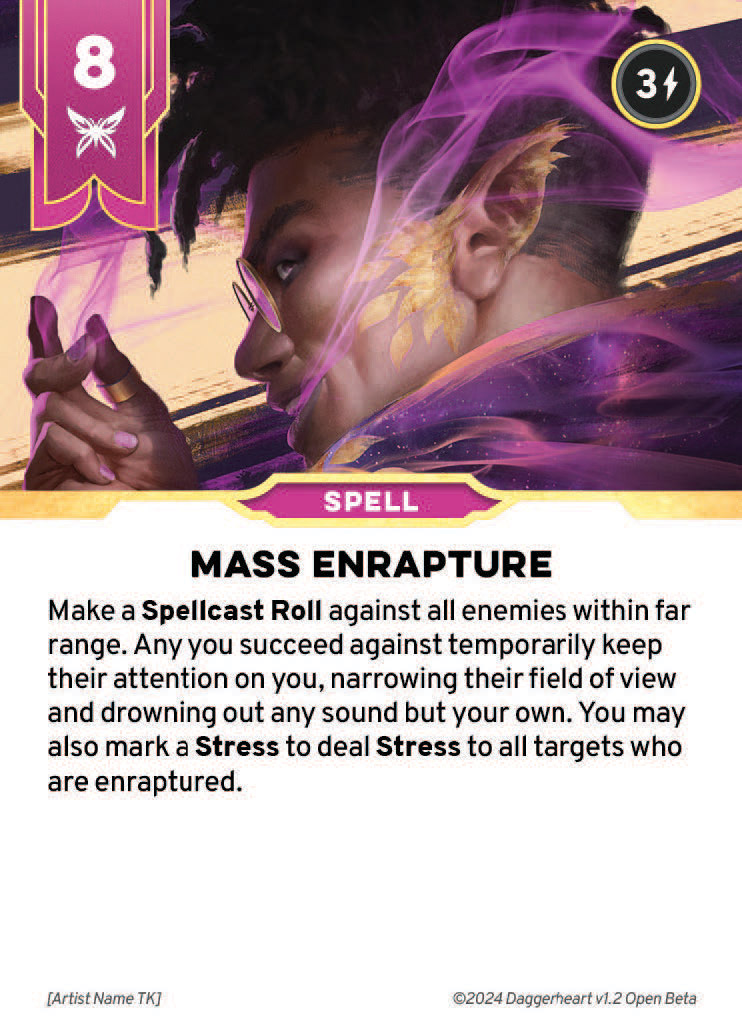 8
3
SPELL
MASS ENRAPTURE
Make a Spellcast Roll against all enemies within far
range. Any you succeed against temporarily keep
their attention on you, narrowing their field of view
and drowning out any sound but your own. You may
also mark a Stress to deal Stress to all targets who
are enraptured.
[Artist Name TK]
©2024 Daggerheart v1.2 Open Beta